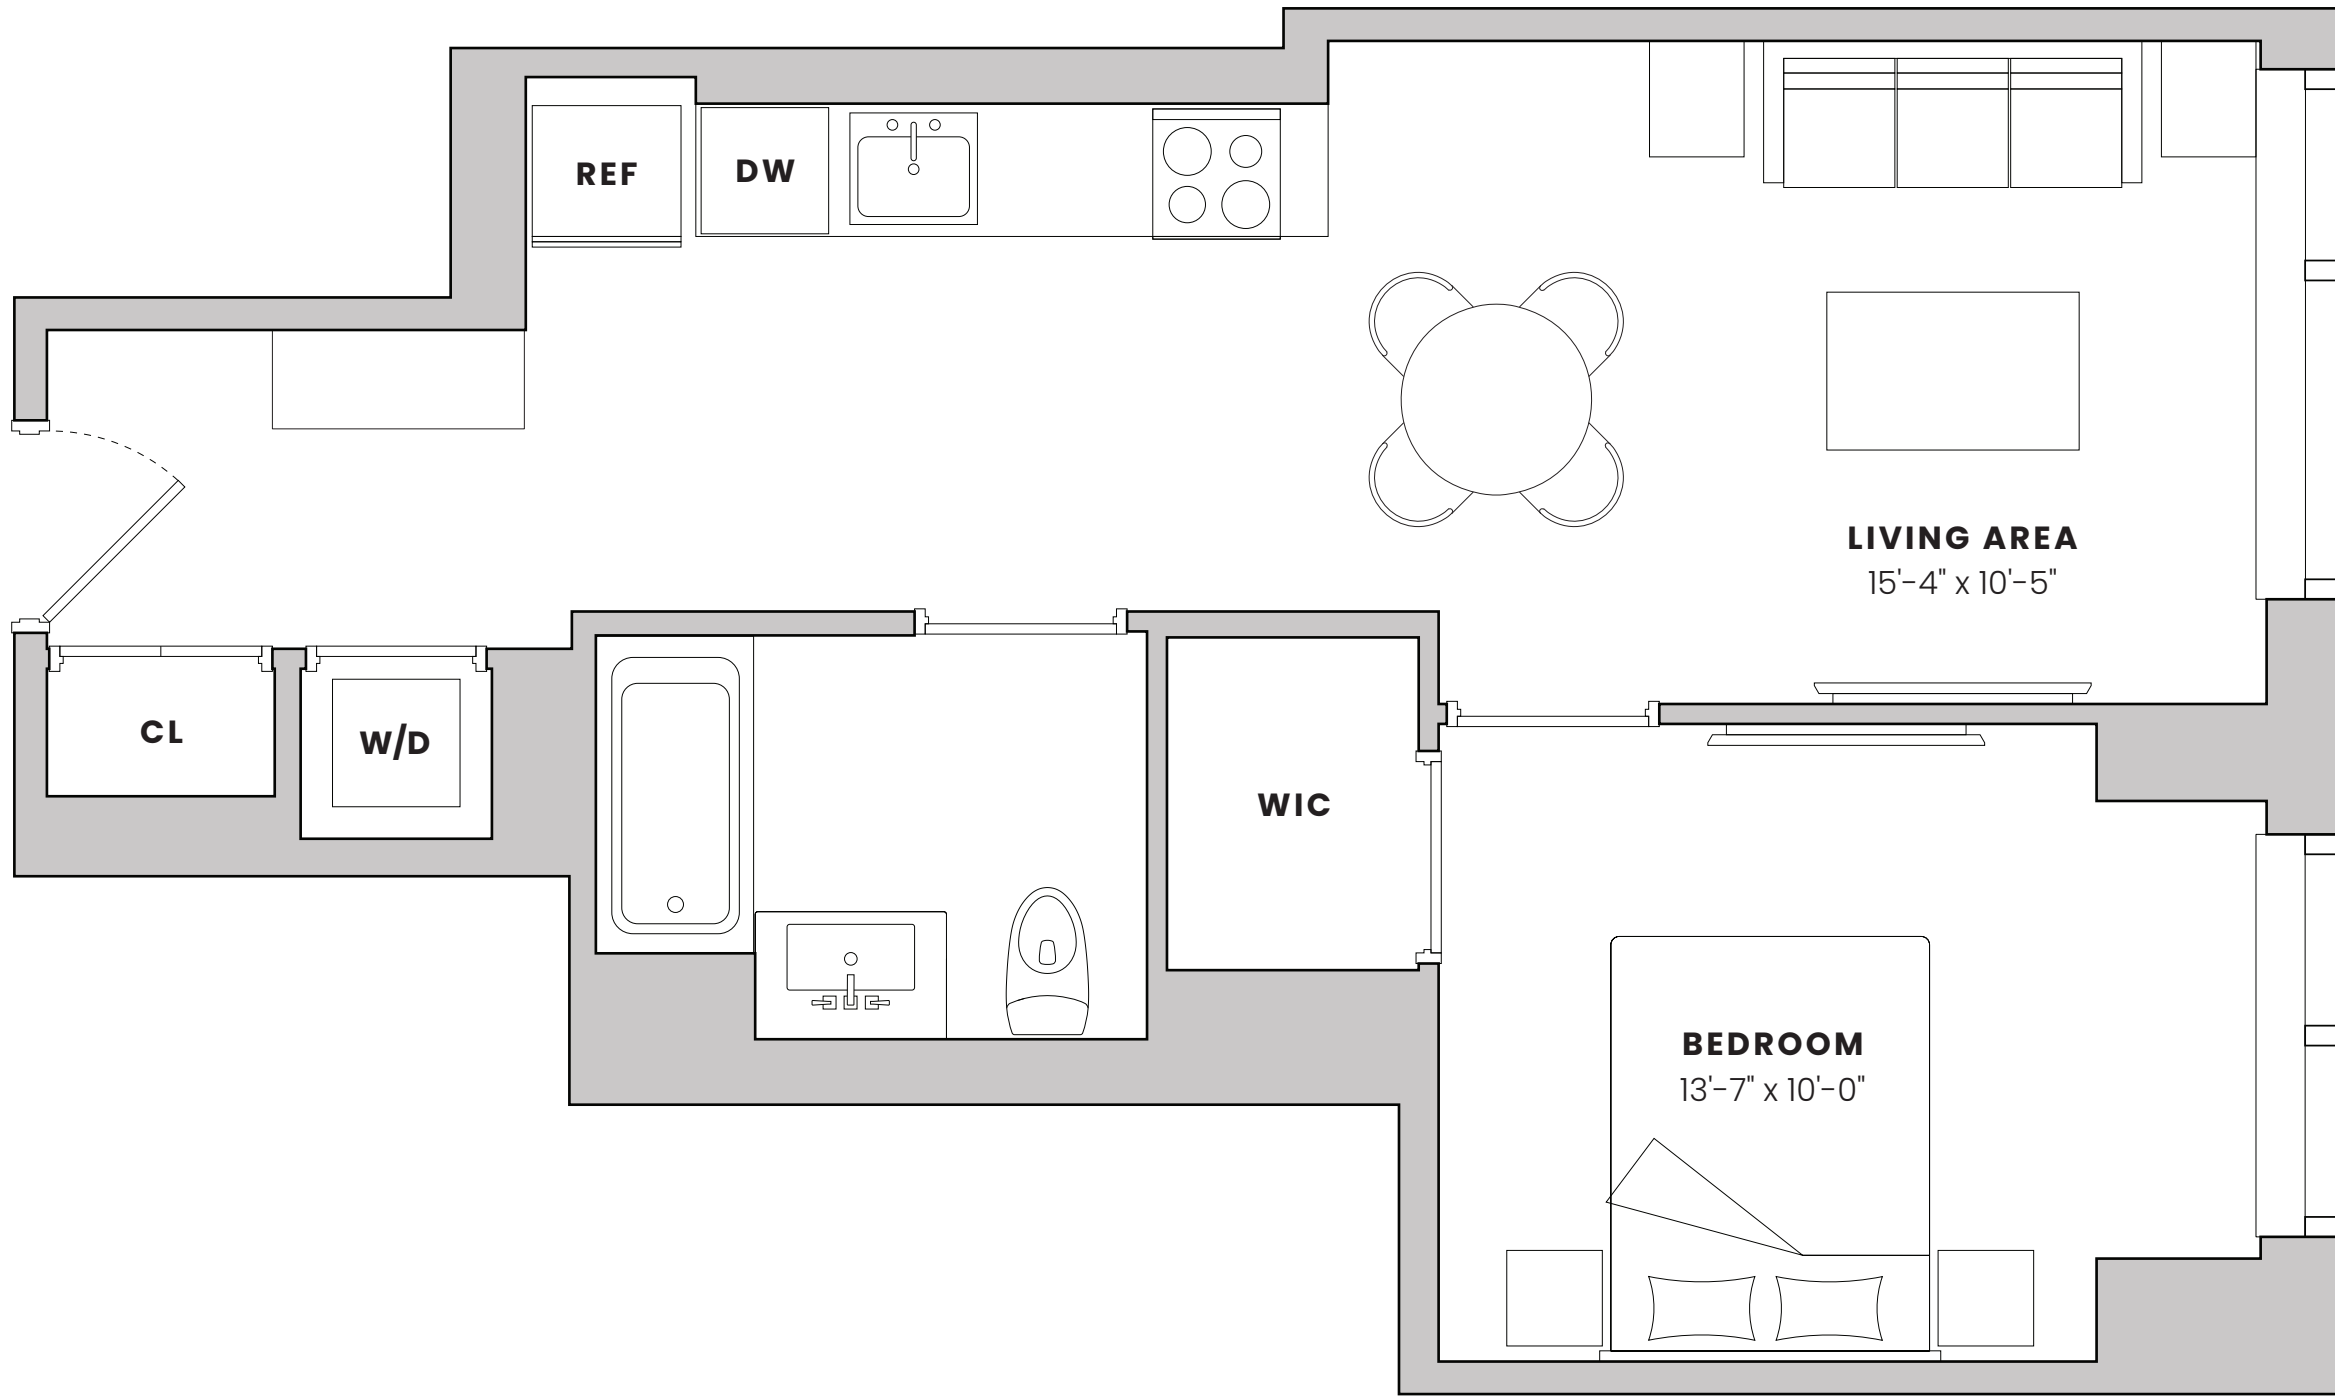 REF
DW
LIVING AREA
15'-4" x 10'-5"
CL
W/D
WIC
BEDROOM
13'-7" x 10'-0"